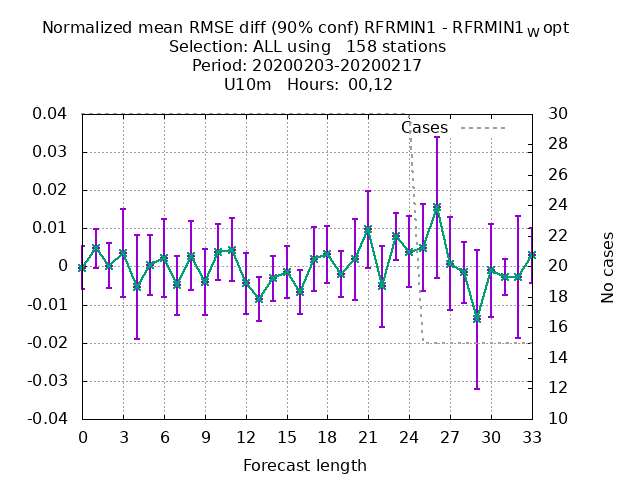 Normalized mean RMSE diff (90% conf) RFRMIN1 - RFRMIN1w opt
Selection: ALL using   158 stations
Period: 20200203-20200217
U10m   Hours:  00,12
Cases
0.04
0.03
0.02
0.01
0
-0.01
-0.02
-0.03
-0.04
30
28
26
24
22
20
18
16
14
12
10
No cases
0 3 6 9 12 15 18 21 24 27 30 33
Forecast length